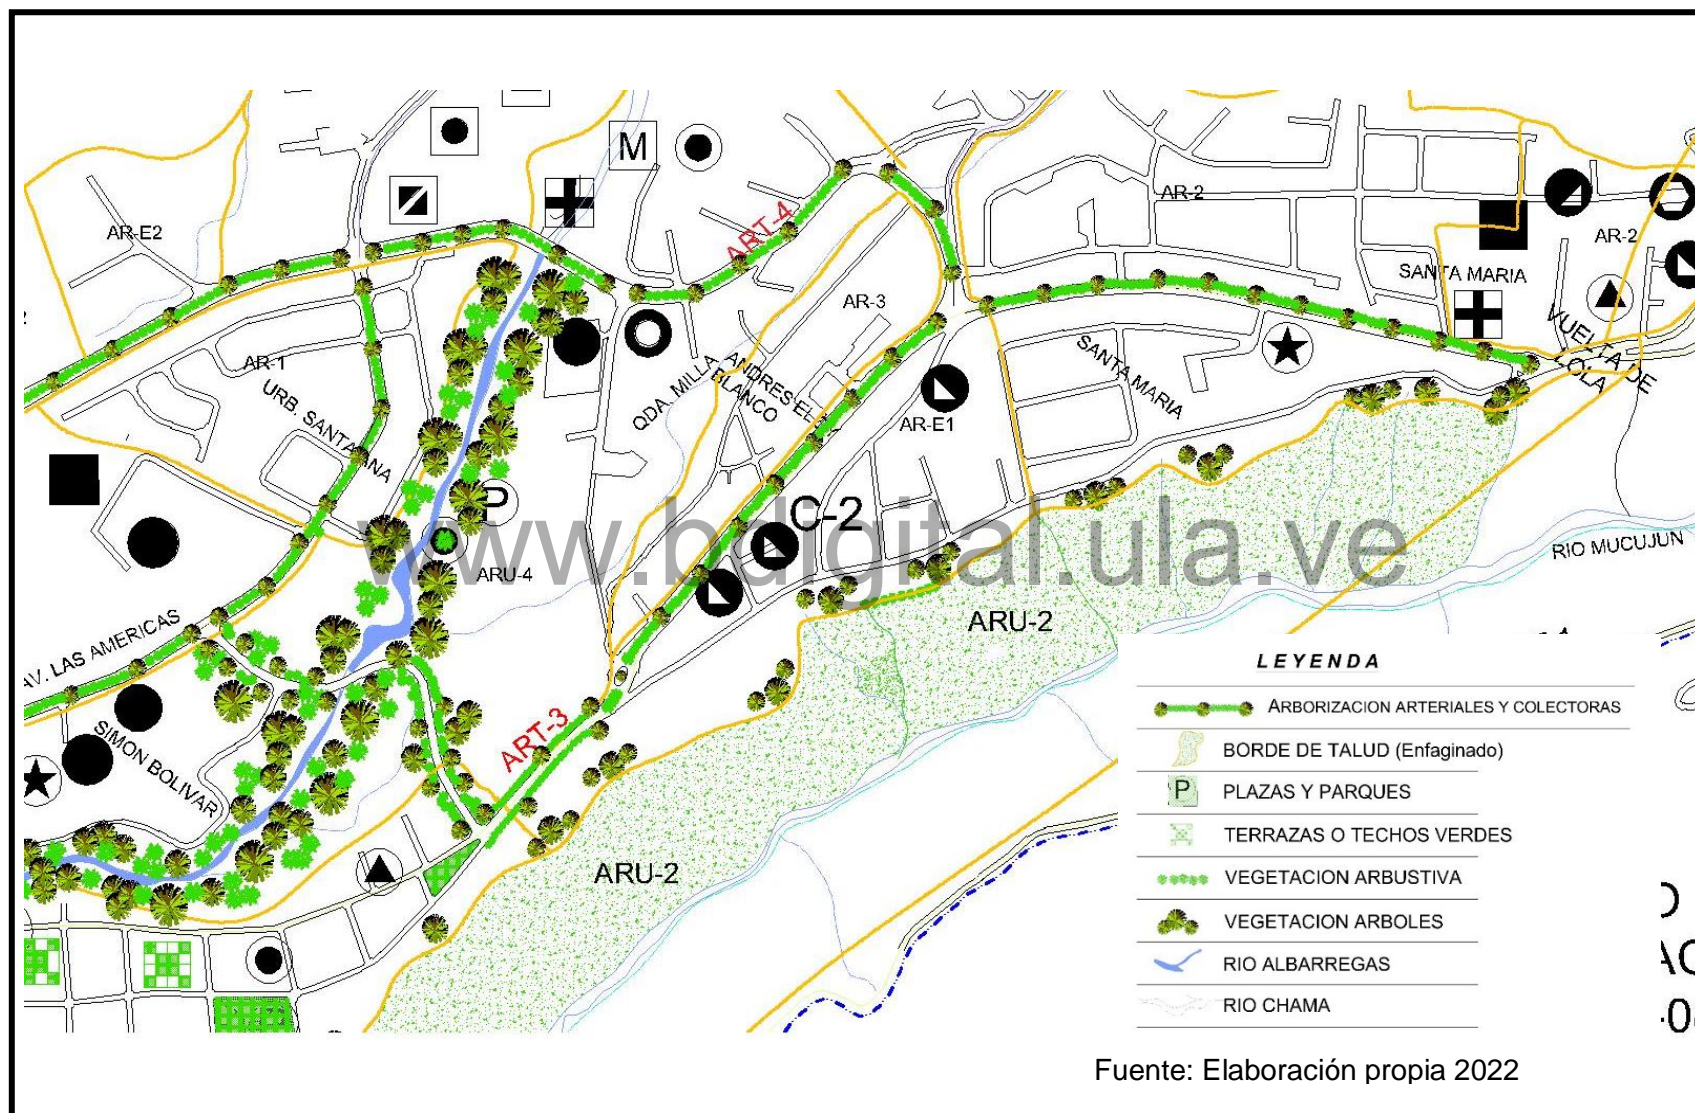 M
AR-E2
ART-4
AR-2
AR-2
SANTA MARIA
AR-3
VUELTA DE
LOLA
AR-1
URB. SANTA ANA
QDA. MILLA
ANDRES EL
BLANCO
SANTA MARIA
AR-E1
P
C-2
www.bdigital.ula.ve
RIO MUCUJUN
ARU-4
AV. LAS AMERICAS
ARU-2
SIMON BOLIVAR
ART-3
ARU-2
LEYENDA
ARBORIZACION ARTERIALES Y COLECTORAS
BORDE DE TALUD (Enfaginado)
P PLAZAS Y PARQUES
TERRAZAS O TECHOS VERDES
VEGETACION ARBUSTIVA
VEGETACION ARBOLES
RIO ALBARREGAS
RIO CHAMA
Fuente: Elaboración propia 2022